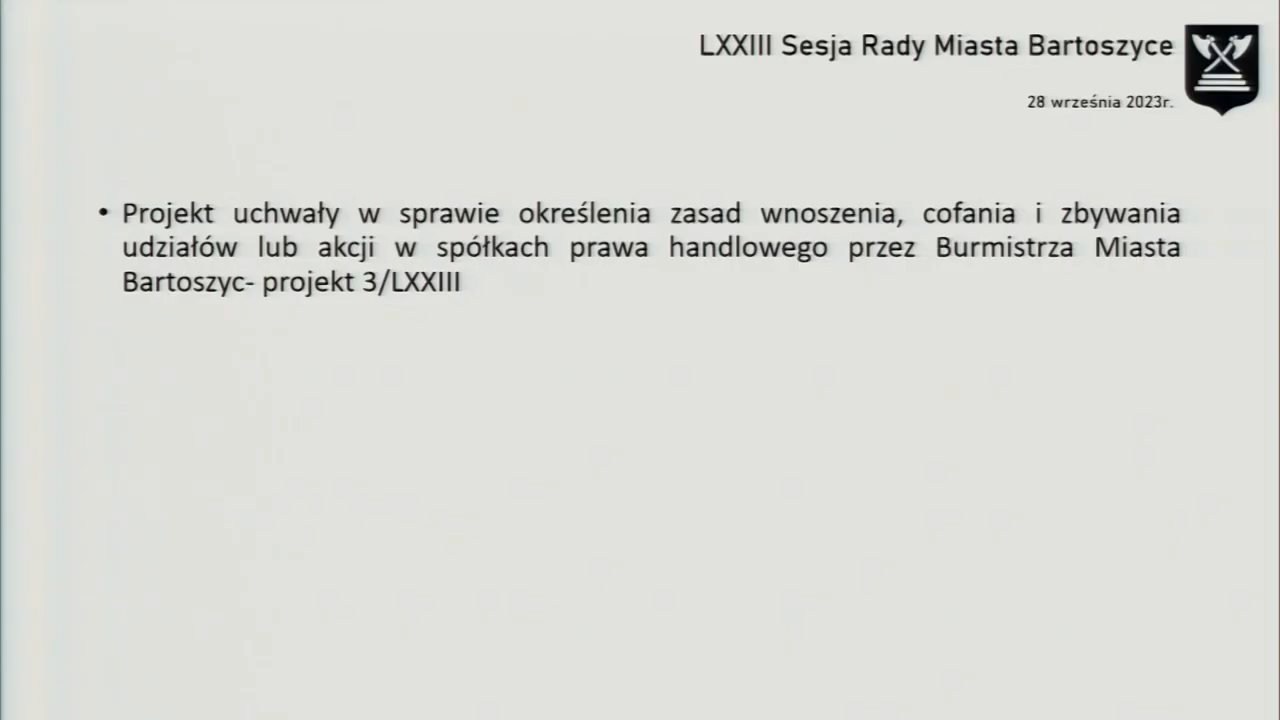 LXXIII Sesja Rady Miasta Bartoszyce
28 września 2023r.
• Projekt uchwały w sprawie określenia zasad wnoszenia, cofania i zbywania
udziałów lub akcji w spółkach prawa handlowego przez Burmistrza Miasta
Bartoszyc- projekt 3/LXXIII